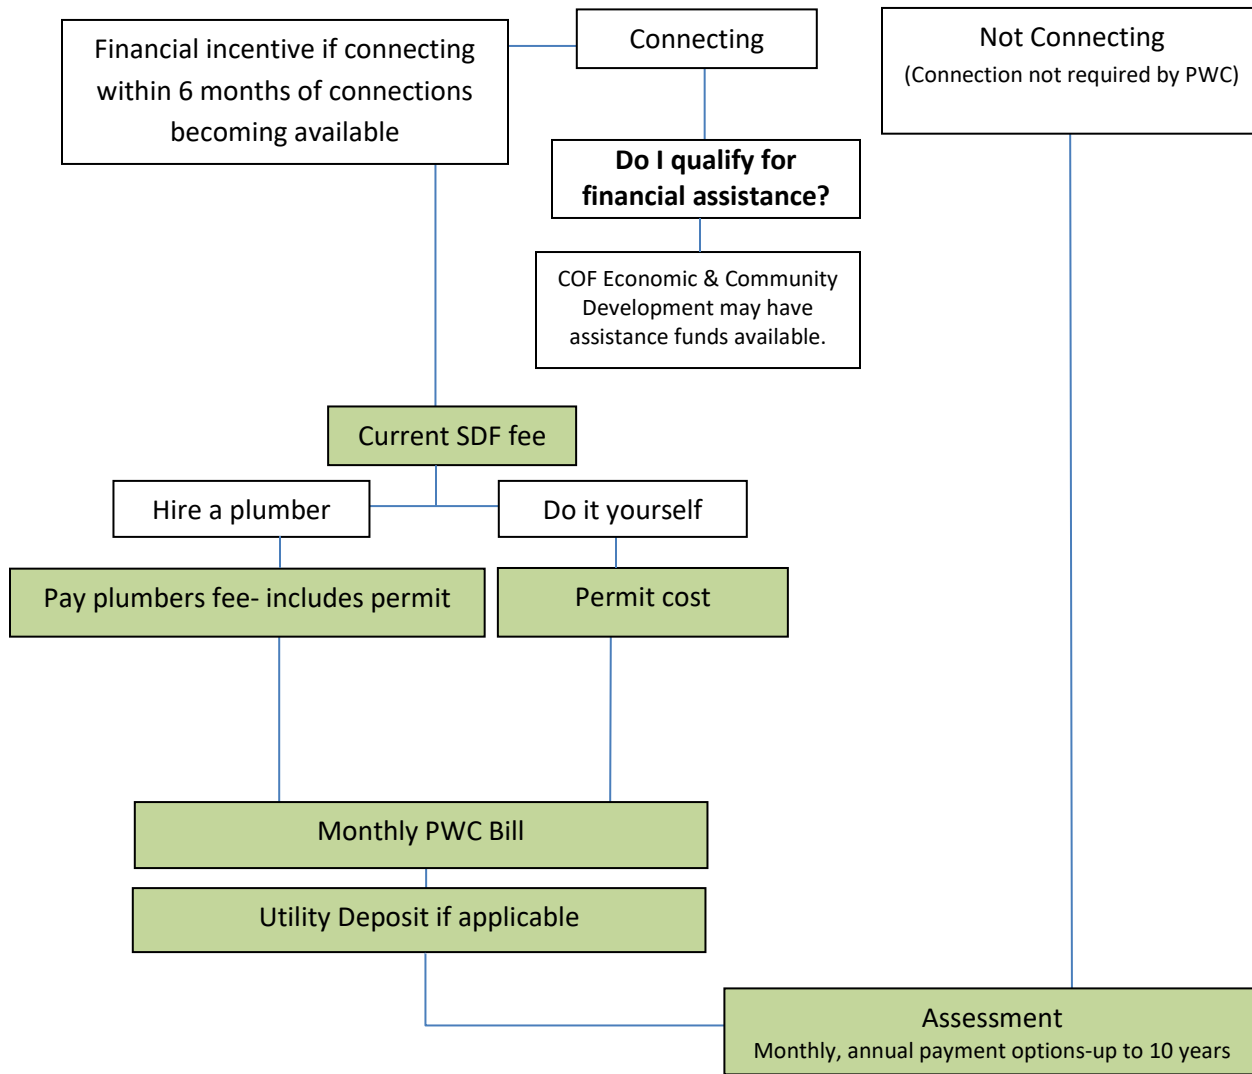 Financial incentive if connecting
within 6 months of connections
becoming available
Connecting
Not Connecting
(Connection not required by PWC)
Do I qualify for
financial assistance?
COF Economic & Community
Development may have
assistance funds available.
Current SDF fee
Hire a plumber
Do it yourself
Pay plumbers fee- includes permit
Permit cost
Monthly PWC Bill
Utility Deposit if applicable
Assessment
Monthly, annual payment options-up to 10 years